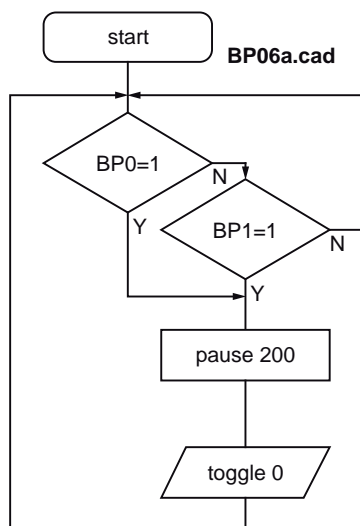 start
BP06a.cad
BP0=1
N
Y
BP1=1
N
Y
pause 200
toggle 0